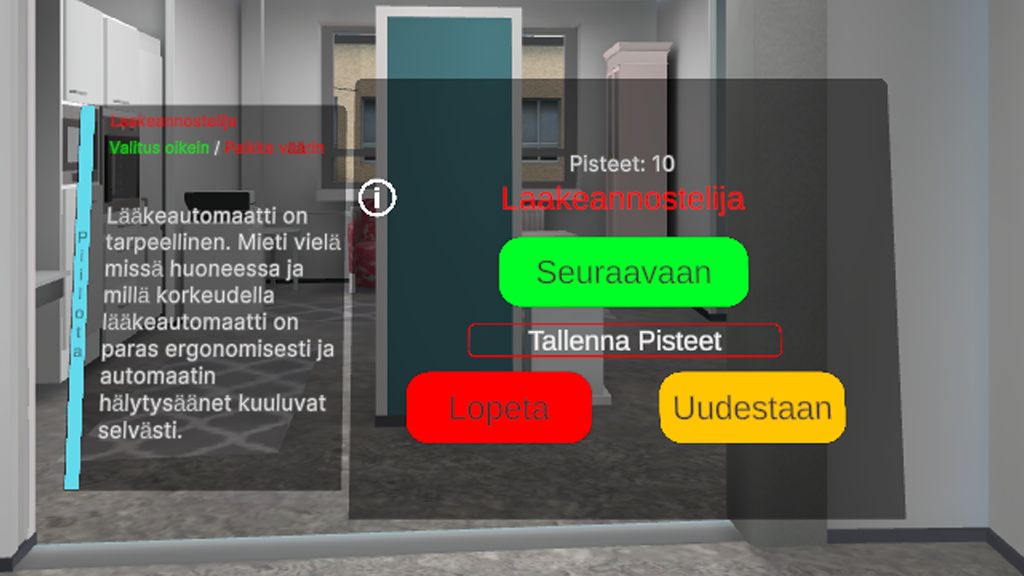 Laakeannostelija
Valitus oikein / Paikka väärin
Lääkeautomaatti on
tarpeellinen. Mieti vielä
missä huoneessa ja
millä korkeudella
lääkeautomaatti on
paras ergonomisesti ja
automaatin
hälytysäänet kuuluvat
selvästi.
Piilota
i
Pisteet: 10
Laakeannostelija
Seuraavaan
Tallenna Pisteet
Lopeta
Uudestaan